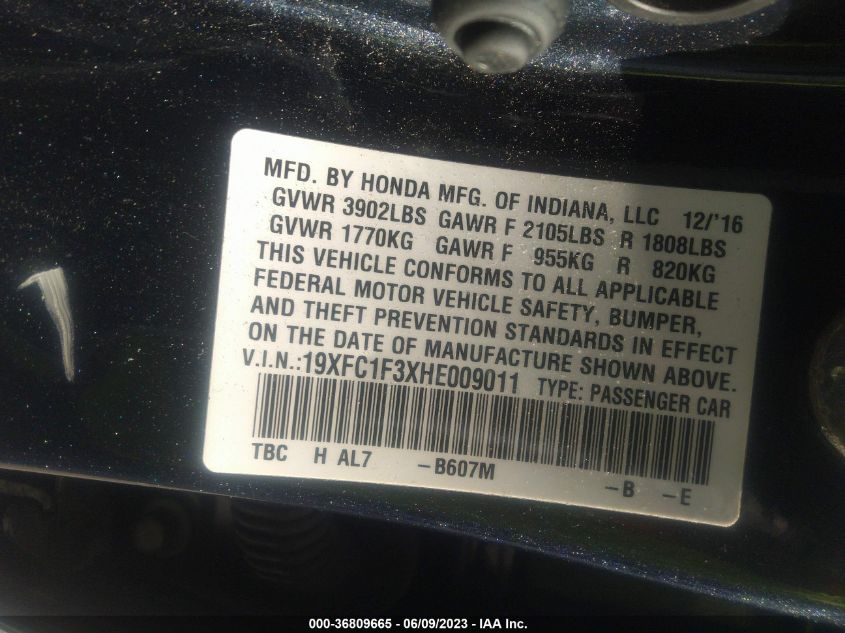 MFD. BY HONDA MFG. OF INDIANA, LLC 12/'16
GVWR 3902LBS GAWR F 2105LBS R 1808LBS
GVWR 1770KG GAWR F 955KG R 820KG
THIS VEHICLE CONFORMS TO ALL APPLICABLE
FEDERAL MOTOR VEHICLE SAFETY, BUMPER,
AND THEFT PREVENTION STANDARDS IN EFFECT
ON THE DATE OF MANUFACTURE SHOWN ABOVE.
V.I.N.:19XFC1F3XHE009011 TYPE: PASSENGER CAR
TBC H AL7 -B607M -B -E
000-36809665 - 06/09/2023 - IAA Inc.